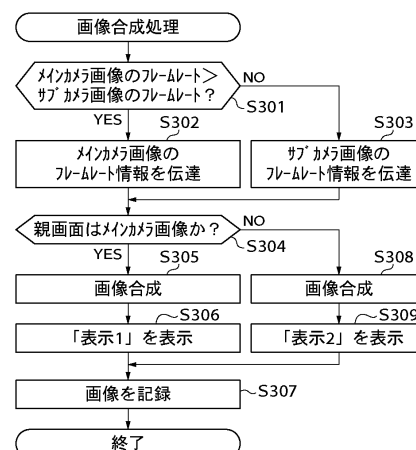 画像合成処理
ﾒｲﾝｶﾒﾗ画像のﾌﾚｰﾑﾚｰﾄ＞
ｻﾌﾞｶﾒﾗ画像のﾌﾚｰﾑﾚｰﾄ？
NO
S301
YES
S302
S303
ﾒｲﾝｶﾒﾗ画像の
ﾌﾚｰﾑﾚｰﾄ情報を伝達
ｻﾌﾞｶﾒﾗ画像の
ﾌﾚｰﾑﾚｰﾄ情報を伝達
親画面はﾒｲﾝｶﾒﾗ画像か？
NO
S304
YES
S305
S308
画像合成
画像合成
S306
S309
「表示1」を表示
「表示2」を表示
画像を記録
S307
終了